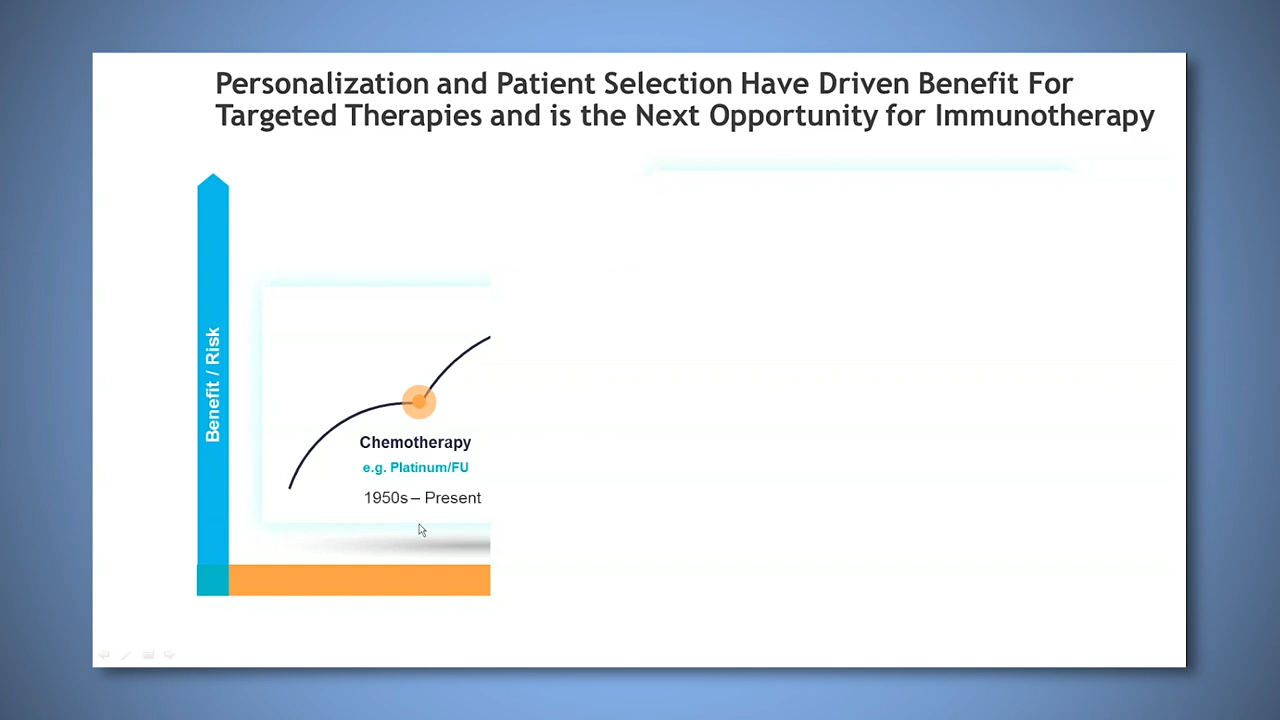 Personalization and Patient Selection Have Driven Benefit For
Targeted Therapies and is the Next Opportunity for Immunotherapy
Benefit / Risk
Chemotherapy
e.g. Platinum/FU
1950s – Present